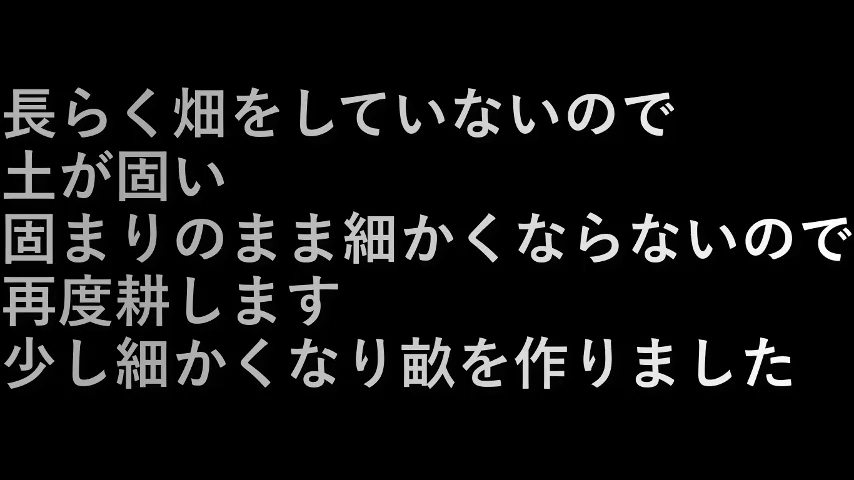 長らく畑をしていないので
土が固い
固まりのまま細かくならないので
再度耕します
少し細かくなり畝を作りました